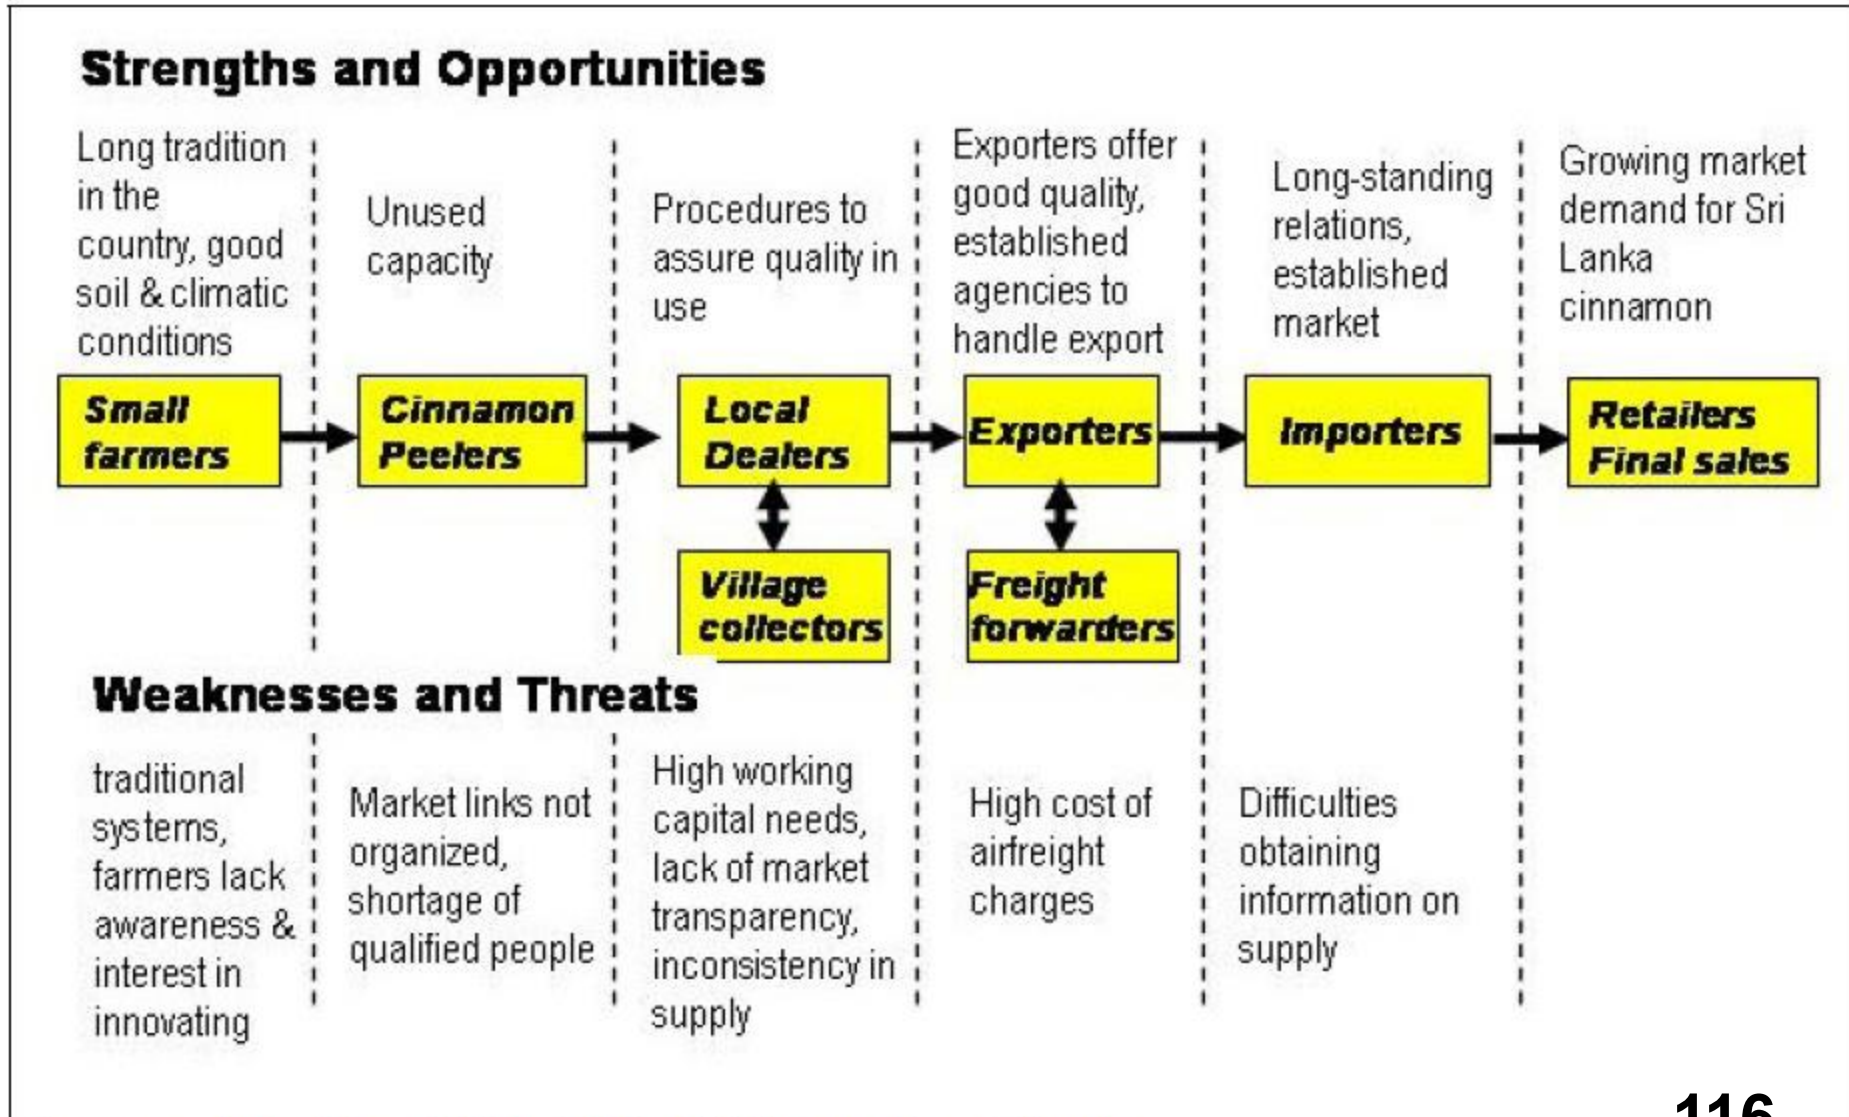 Strengths and Opportunities
Long tradition
in the
country, good
soil & climatic
conditions
Unused
capacity
Procedures to
assure quality in
use
Exporters offer
good quality,
established
agencies to
handle export
Long-standing
relations,
established
market
Growing market
demand for Sri
Lanka
cinnamon
Small
farmers
Cinnamon
Peelers
Local
Dealers
Exporters
Importers
Retailers
Final sales
Village
collectors
Freight
forwarders
Weaknesses and Threats
traditional
systems,
farmers lack
awareness &
interest in
innovating
Market links not
organized,
shortage of
qualified people
High working
capital needs,
lack of market
transparency,
inconsistency in
supply
High cost of
airfreight
charges
Difficulties
obtaining
information on
supply
116